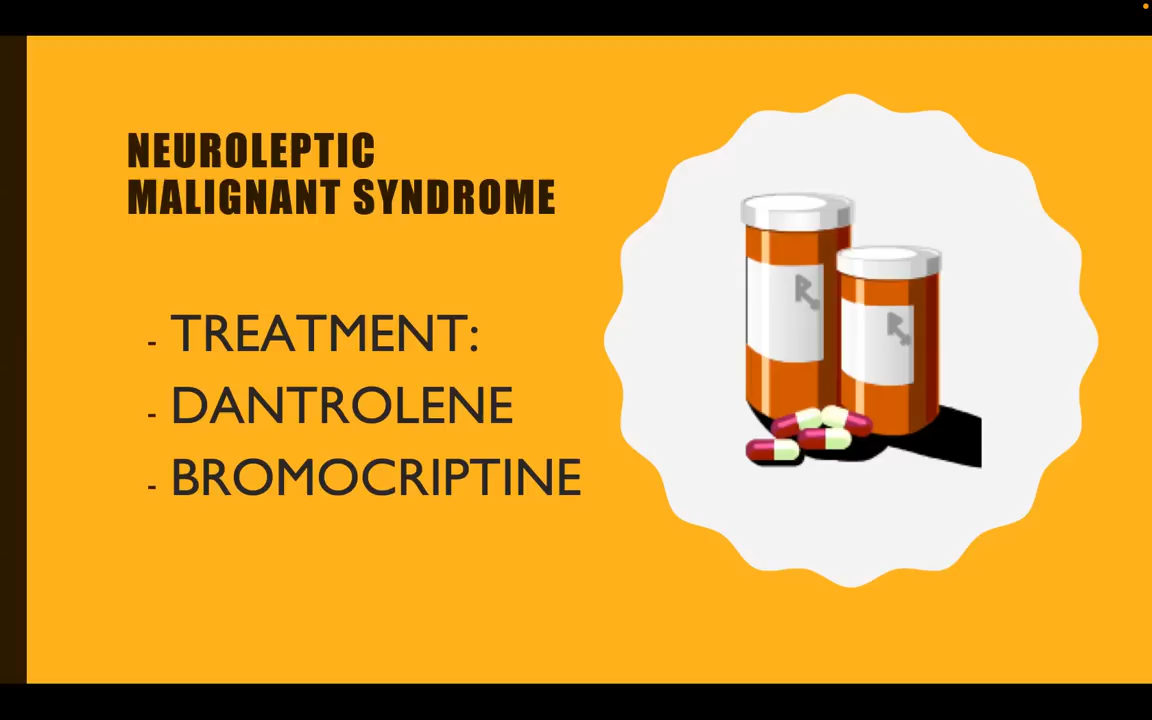 NEUROLEPTIC
MALIGNANT SYNDROME
- TREATMENT:
- DANTROLENE
- BROMOCRIPTINE
℞
℞